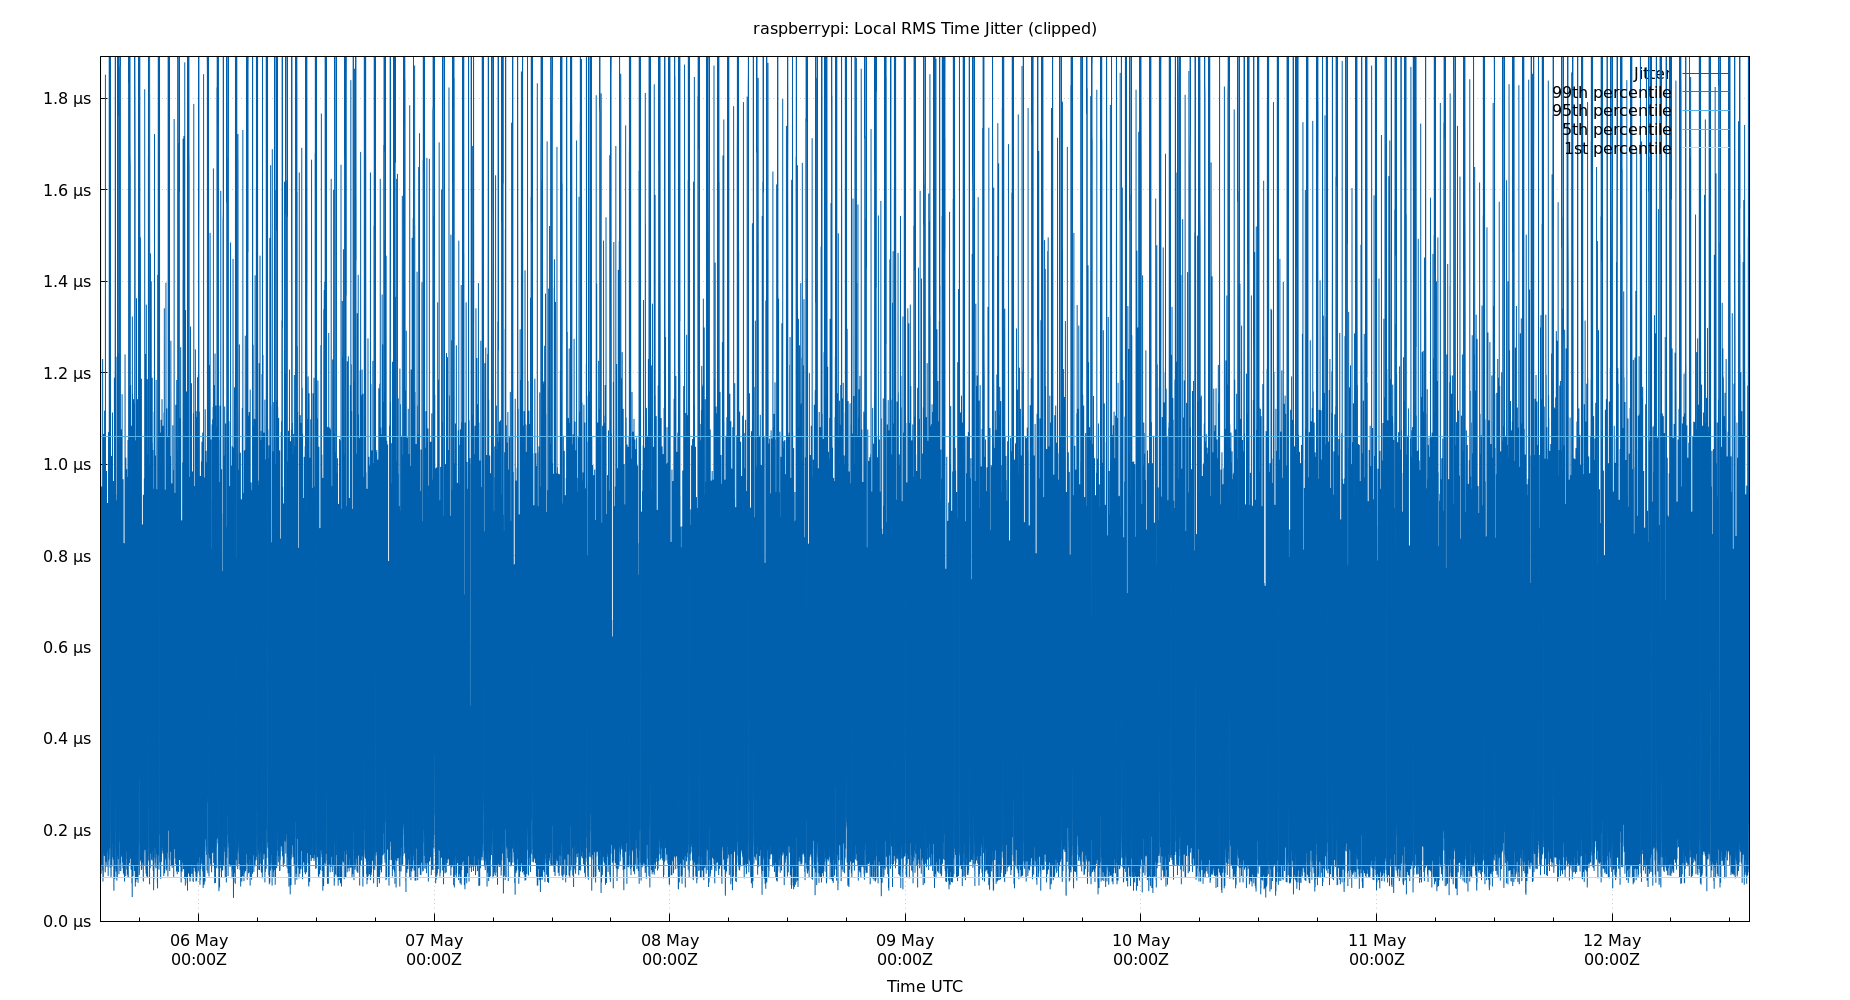 raspberrypi: Local RMS Time Jitter (clipped)
Jitter
99th percentile
95th percentile
5th percentile
1st percentile
1.8 μs
1.6 μs
1.4 μs
1.2 μs
1.0 μs
0.8 μs
0.6 μs
0.4 μs
0.2 μs
0.0 μs
06 May 07 May 08 May 09 May 10 May 11 May 12 May
00:00Z 00:00Z 00:00Z 00:00Z 00:00Z 00:00Z 00:00Z
Time UTC